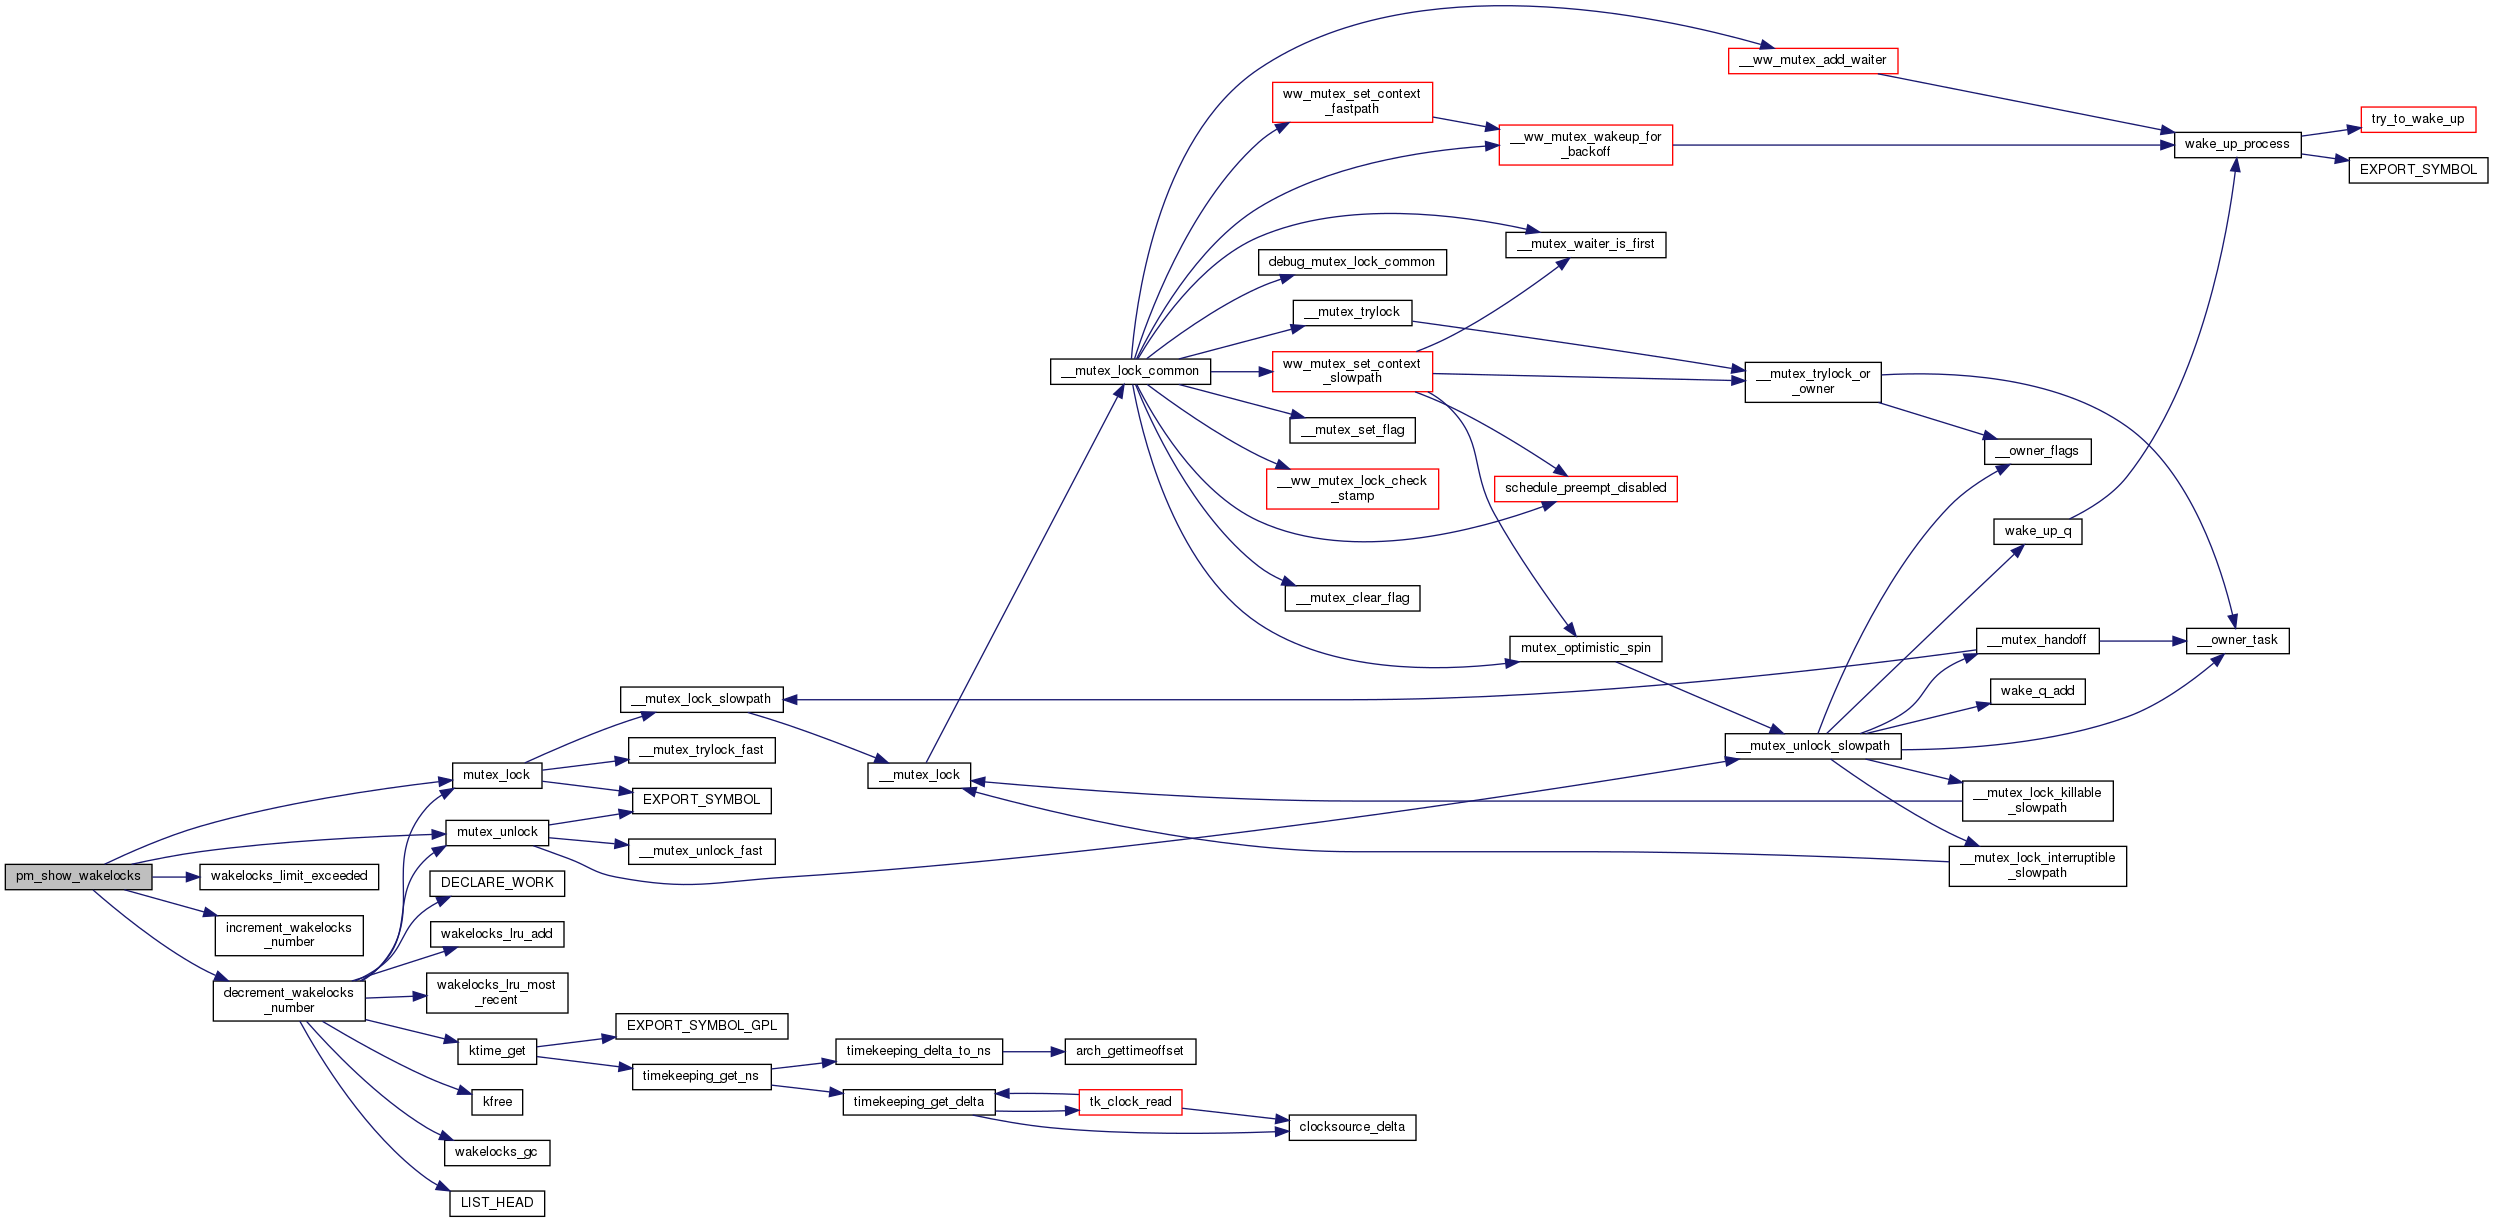 pm_show_wakelocks
wakelocks_limit_exceeded
increment_wakelocks
_number
decrement_wakelocks
_number
mutex_lock
mutex_unlock
DECLARE_WORK
wakelocks_lru_add
wakelocks_lru_most
_recent
ktime_get
kfree
wakelocks_gc
LIST_HEAD
__mutex_lock_slowpath
__mutex_trylock_fast
EXPORT_SYMBOL
__mutex_unlock_fast
EXPORT_SYMBOL_GPL
timekeeping_get_ns
__mutex_lock
timekeeping_delta_to_ns
timekeeping_get_delta
__mutex_lock_common
arch_gettimeoffset
tk_clock_read
ww_mutex_set_context
_fastpath
debug_mutex_lock_common
__mutex_trylock
ww_mutex_set_context
_slowpath
__mutex_set_flag
__ww_mutex_lock_check
_stamp
__mutex_clear_flag
clocksource_delta
__ww_mutex_wakeup_for
_backoff
__mutex_waiter_is_first
schedule_preempt_disabled
mutex_optimistic_spin
__ww_mutex_add_waiter
__mutex_trylock_or
_owner
__mutex_unlock_slowpath
__owner_flags
wake_up_q
__mutex_handoff
wake_q_add
__mutex_lock_killable
_slowpath
__mutex_lock_interruptible
_slowpath
wake_up_process
__owner_task
try_to_wake_up
EXPORT_SYMBOL